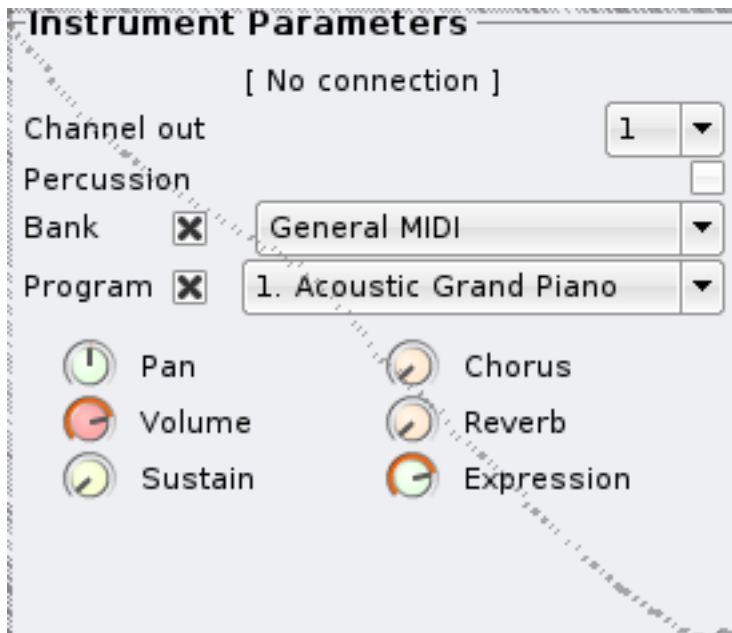 Instrument Parameters
[ No connection ]
Channel out 1
Percussion
Bank General MIDI
Program 1. Acoustic Grand Piano
Pan Chorus
Volume Reverb
Sustain Expression